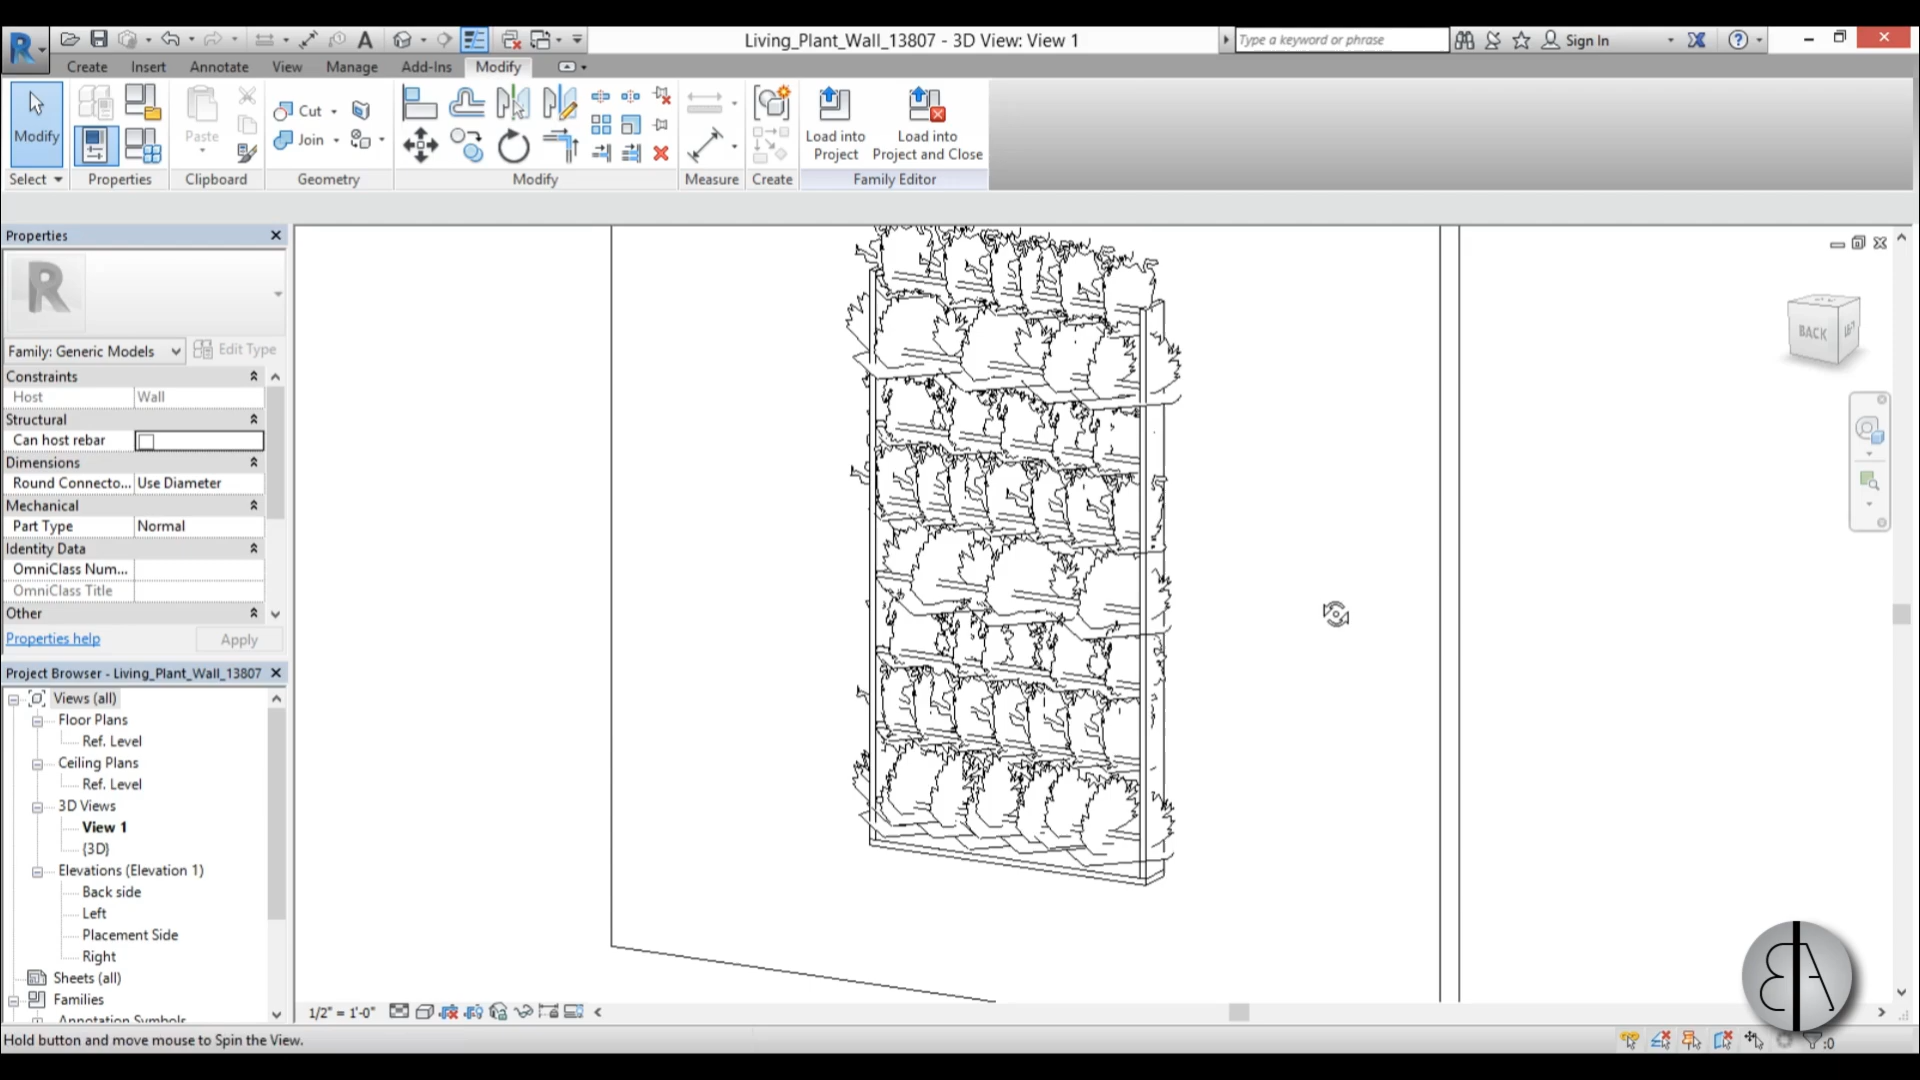 Living_Plant_Wall_13807 - 3D View: View 1
Type a keyword or phrase
Sign In
Create Insert Annotate View Manage Add-Ins Modify
Modify
Paste
Cut
Join
Load into Project
Load into Project and Close
Select Properties Clipboard Geometry Modify Measure Create Family Editor
Properties
Family: Generic Models
Edit Type
Constraints
Host Wall
Structural
Can host rebar
Dimensions
Round Connecto... Use Diameter
Mechanical
Part Type Normal
Identity Data
OmniClass Num...
OmniClass Title
Other
Properties help
Apply
Project Browser - Living_Plant_Wall_13807
Views (all)
Floor Plans
Ref. Level
Ceiling Plans
Ref. Level
3D Views
View 1
{3D}
Elevations (Elevation 1)
Back side
Left
Placement Side
Right
Sheets (all)
Families
Annotation Symbols
BACK
1/2" = 1'-0"
Hold button and move mouse to Spin the View.
:0